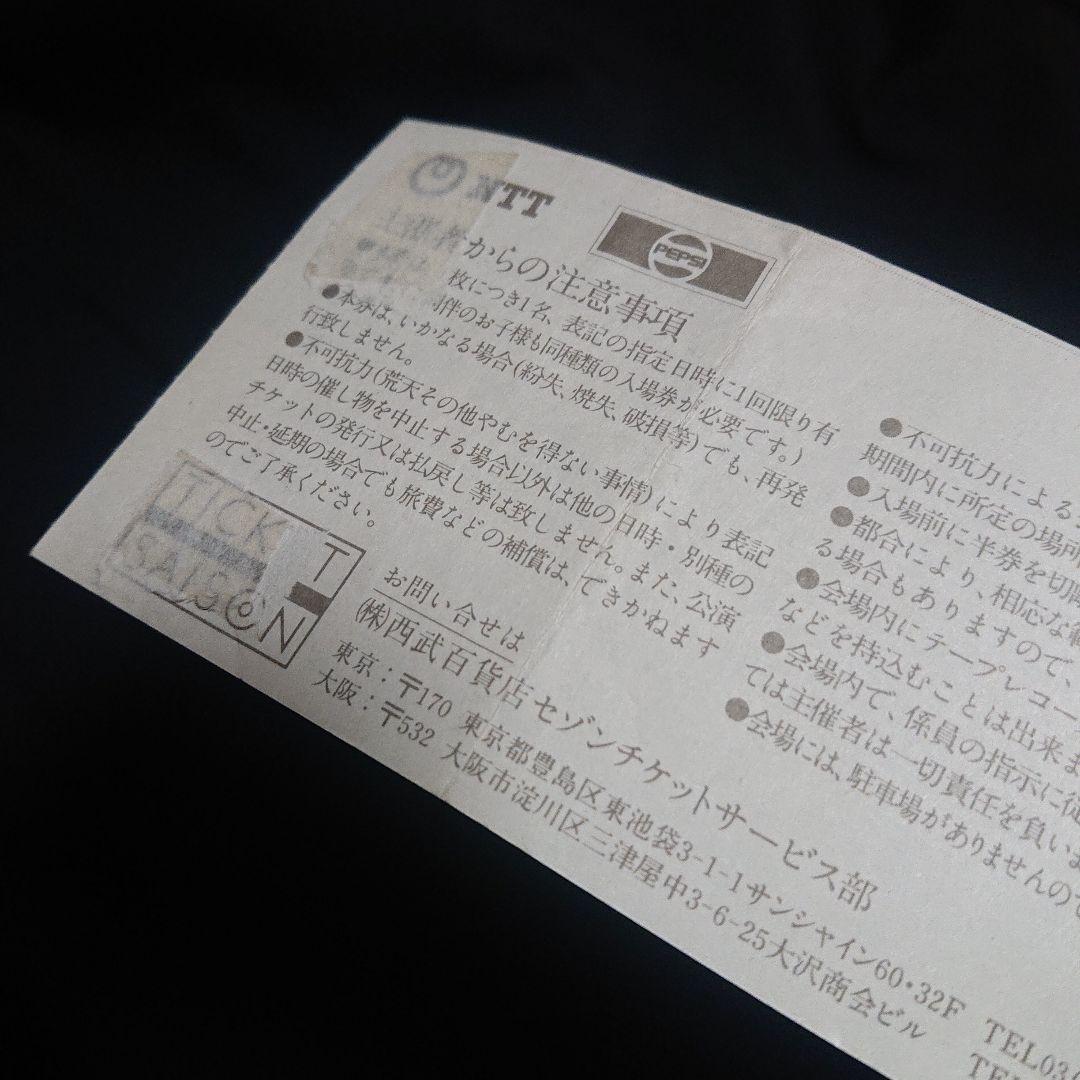 NTT
PEPSI
からの注意事項
枚につき1名、表記の指定日時に1回限り有
伴のお子様も同種類の入場券が必要です。)
●本券は、いかなる場合(紛失、焼失、破損等)でも、再発
行致しません。
●不可抗力(荒天その他やむを得ない事情)により表記
日時の催し物を中止する場合以外は他の日時・別種の
チケットの発行又は払戻し等は致しません。また、公演
中止・延期の場合でも旅費などの補償は、できかねます
のでご了承ください。
TICK T
SAISON
お問い合せは
(株)西武百貨店セゾンチケットサービス部
東京:〒170 東京都豊島区東池袋3-1-1サンシャイン60・32F TEL03
大阪:〒532 大阪市淀川区三津屋中3-6-25大沢商会ビル
●不可抗力による
期間内に所定の場所
●入場前に半券を切
●都合により、相応な
る場合もありますので、
●会場内にテープレコー
などを持込むことは出来ま
●会場内で、係員の指示に従
ては主催者は一切責任を負いま
●会場には、駐車場がありませんので